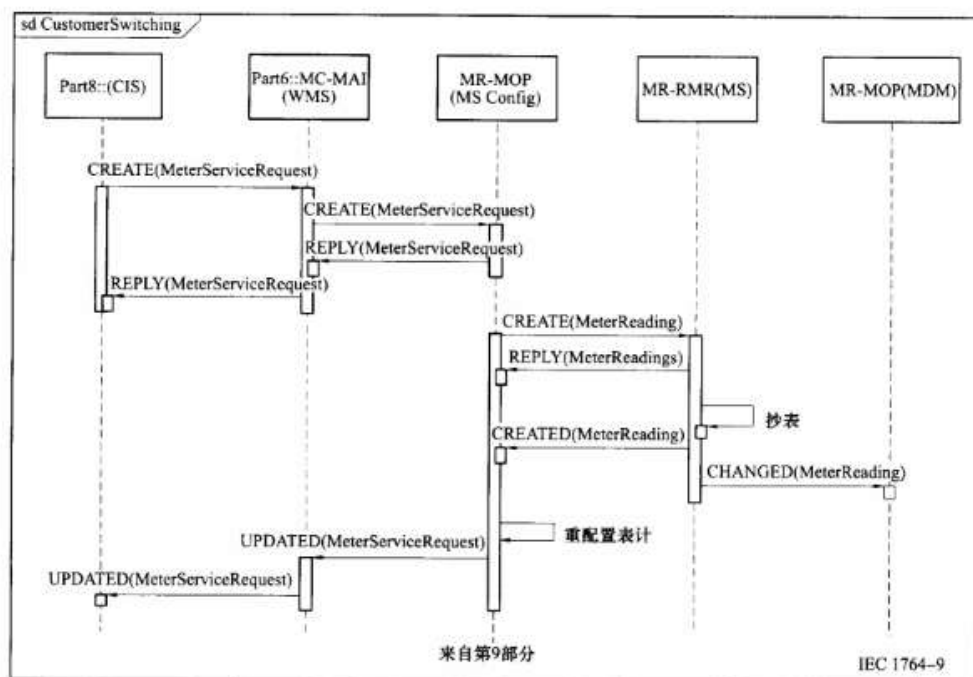 sd CustomerSwitching
Part8::(CIS)
Part6::MC-MAI
(WMS)
MR-MOP
(MS Config)
MR-RMR(MS)
MR-MOP(MDM)
CREATE(MeterServiceRequest)
CREATE(MeterServiceRequest)
REPLY(MeterServiceRequest)
REPLY(MeterServiceRequest)
CREATE(MeterReading)
REPLY(MeterReadings)
抄表
CREATED(MeterReading)
CHANGED(MeterReading)
重配置表计
UPDATED(MeterServiceRequest)
UPDATED(MeterServiceRequest)
来自第9部分
IEC 1764-9